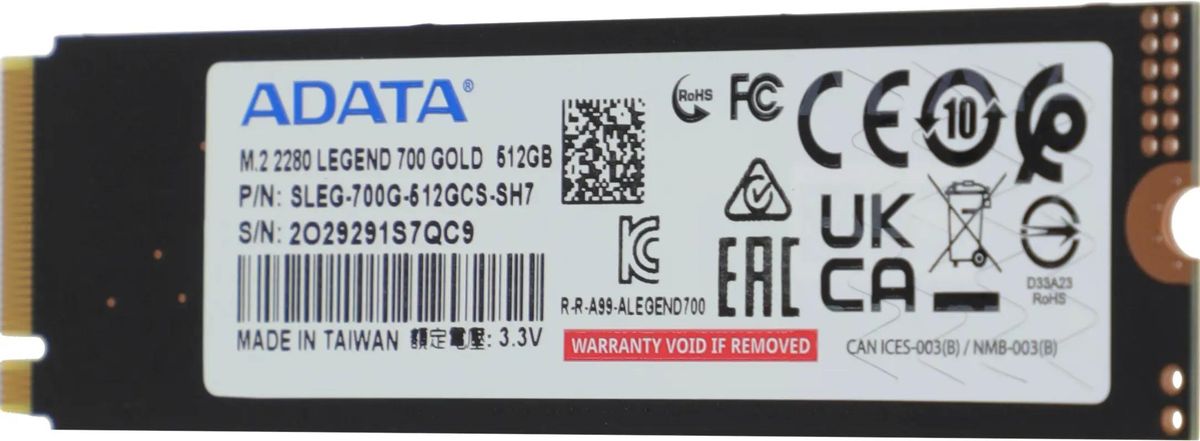 ADATA®
M.2 2280 LEGEND 700 GOLD 512GB
P/N: SLEG-700G-512GCS-SH7
S/N: 2O29291S7QC9
MADE IN TAIWAN 額定電壓: 3.3V
RoHS
FC
CE
10
KC
EAC
UK
CA
D33A23
RoHS
R-R-A99-ALEGEND700
WARRANTY VOID IF REMOVED
CAN ICES-003(B) / NMB-003(B)